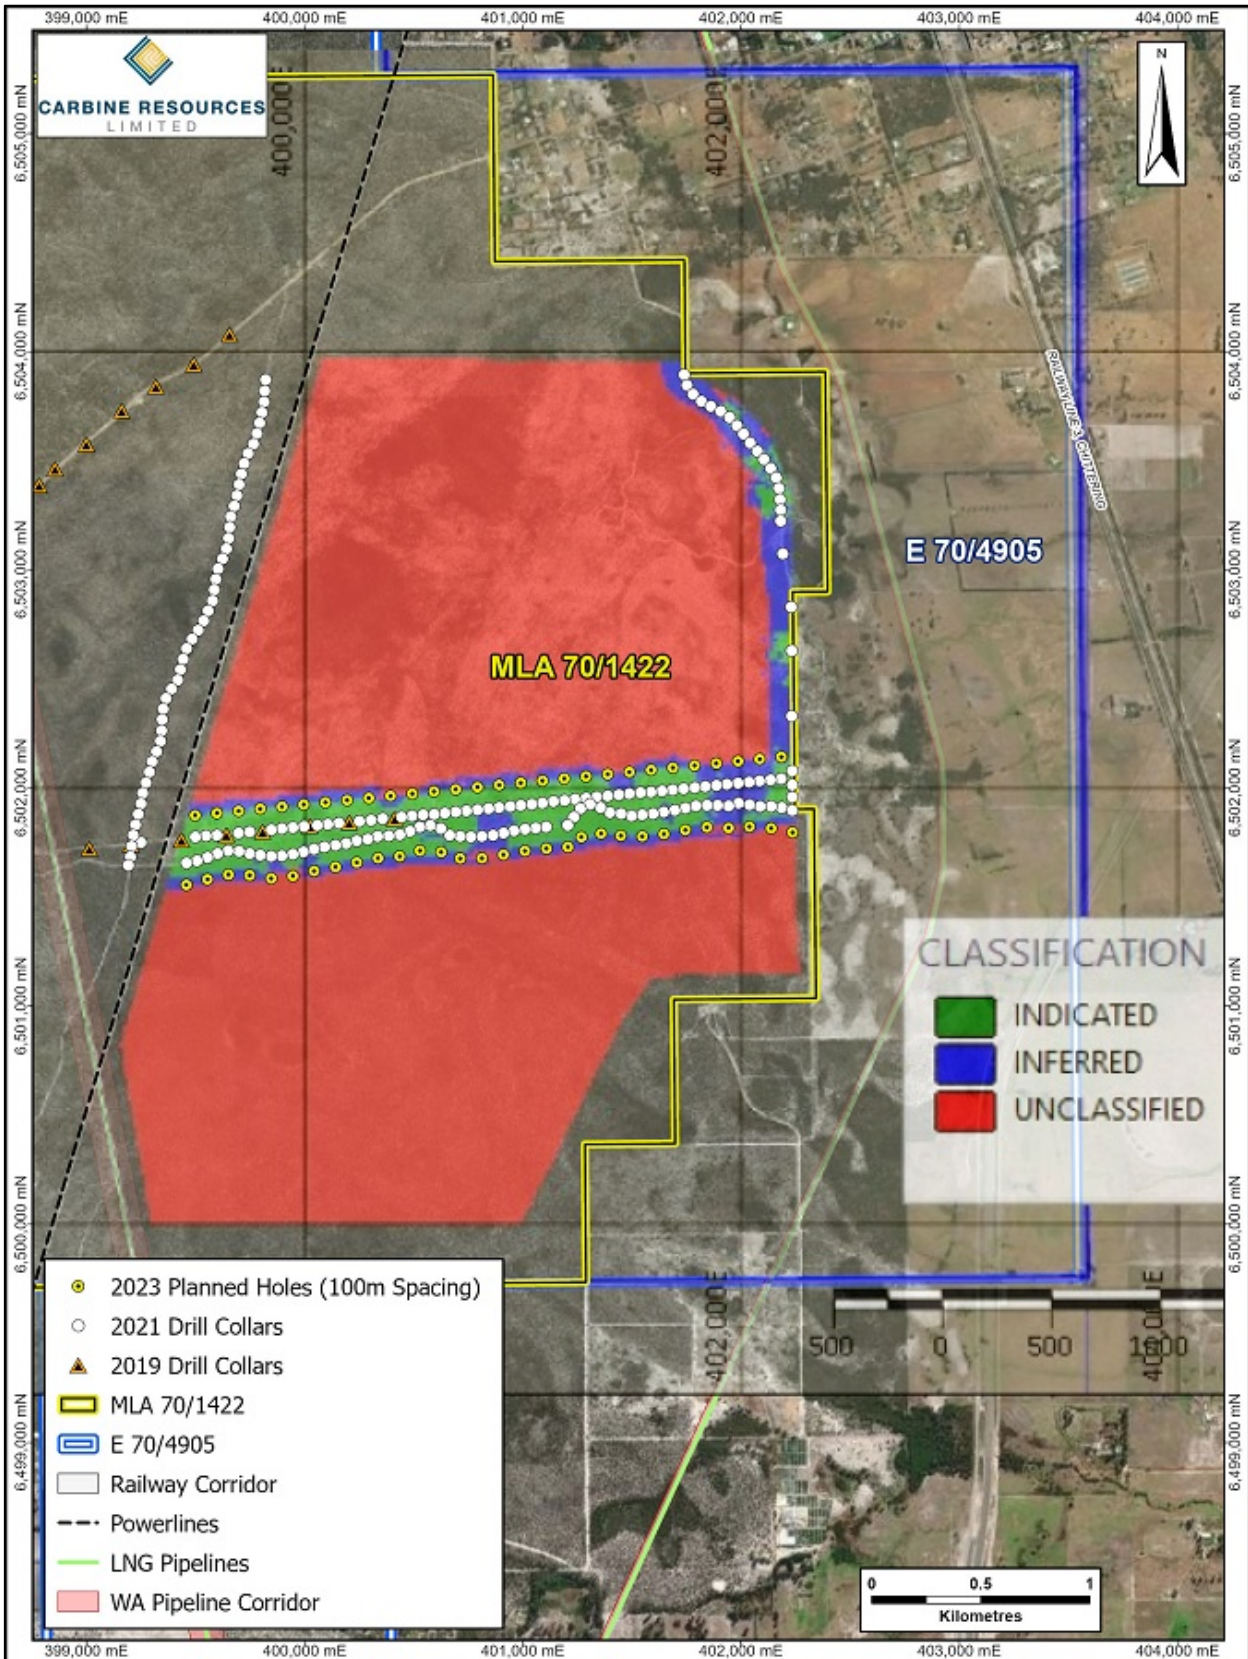 399,000 mE 400,000 mE 401,000 mE 402,000 mE 403,000 mE 404,000 mE
CARBINE RESOURCES
LIMITED
N
400,000E
402,000E
6,505,000 mN
6,505,000 mN
6,504,000 mN
6,504,000 mN
RAILWAY LINE & CHITTERING
E 70/4905
6,503,000 mN
6,503,000 mN
MLA 70/1422
6,502,000 mN
6,502,000 mN
CLASSIFICATION
INDICATED
INFERRED
UNCLASSIFIED
6,501,000 mN
6,501,000 mN
6,500,000 mN
6,500,000 mN
2023 Planned Holes (100m Spacing)
2021 Drill Collars
2019 Drill Collars
MLA 70/1422
E 70/4905
Railway Corridor
Powerlines
LNG Pipelines
WA Pipeline Corridor
500 0 500 1000
402,000E
6,499,000 mN
6,499,000 mN
0 0.5 1
Kilometres
399,000 mE 400,000 mE 401,000 mE 402,000 mE 403,000 mE 404,000 mE